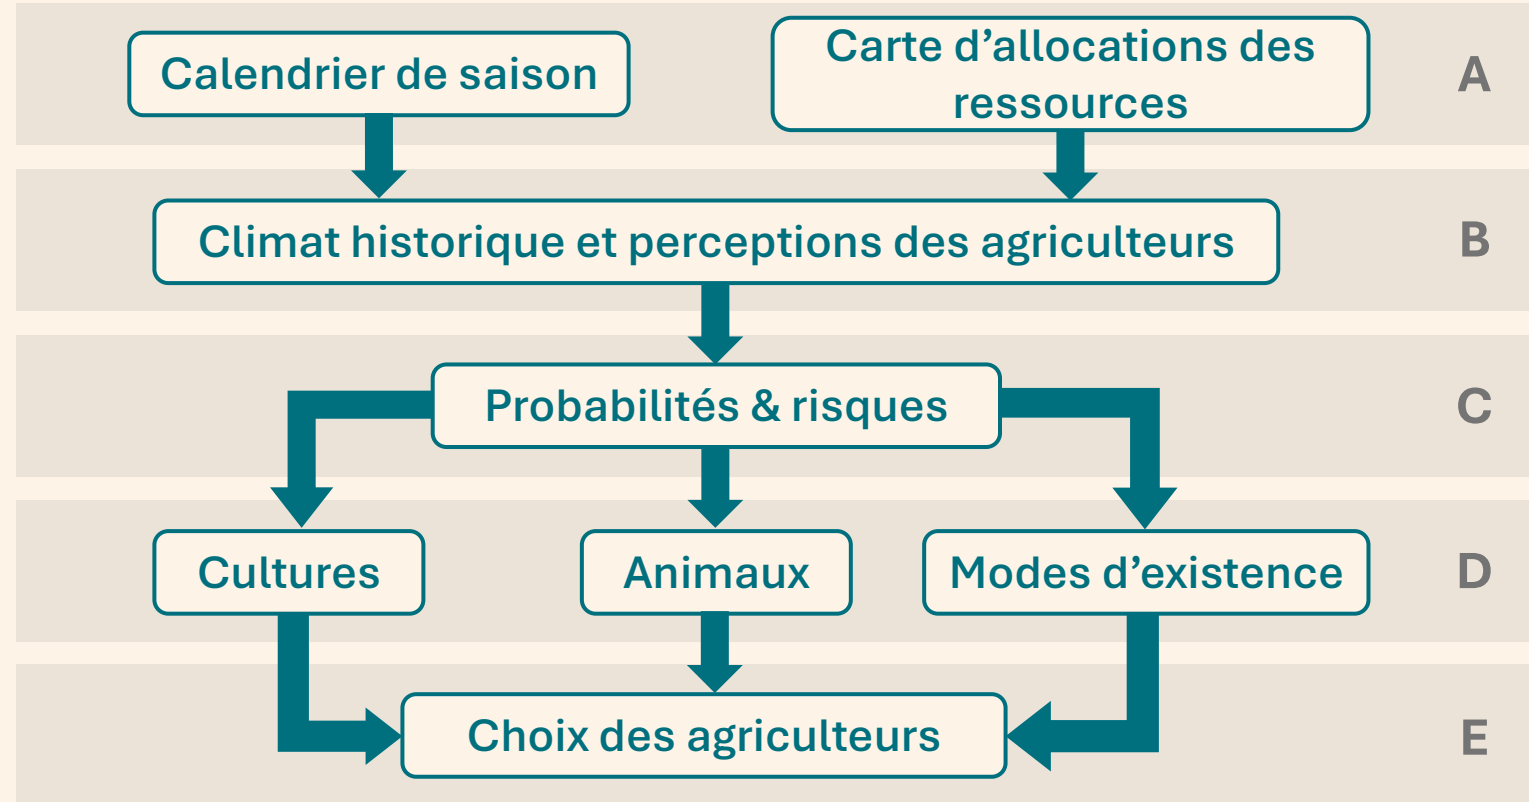 Calendrier de saison
Carte d’allocations des
ressources
A
Climat historique et perceptions des agriculteurs
B
Probabilités & risques
C
Cultures
Animaux
Modes d’existence
D
Choix des agriculteurs
E